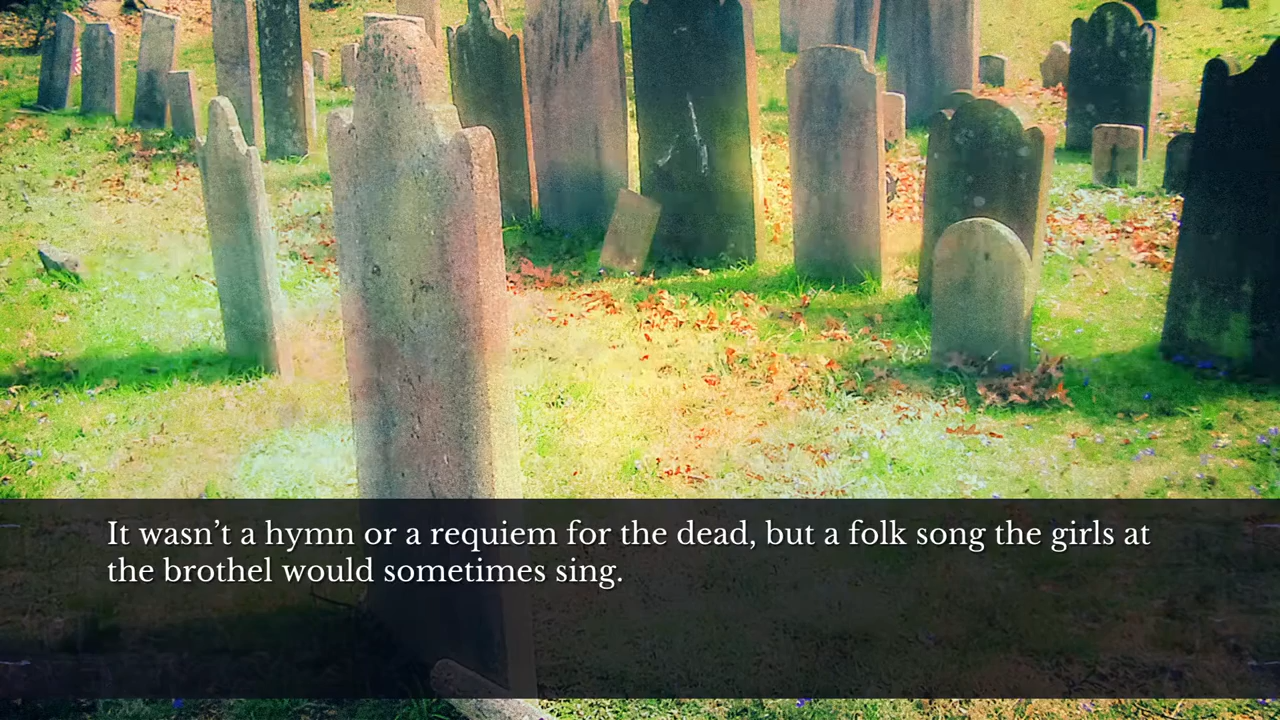 It wasn’t a hymn or a requiem for the dead, but a folk song the girls at
the brothel would sometimes sing.